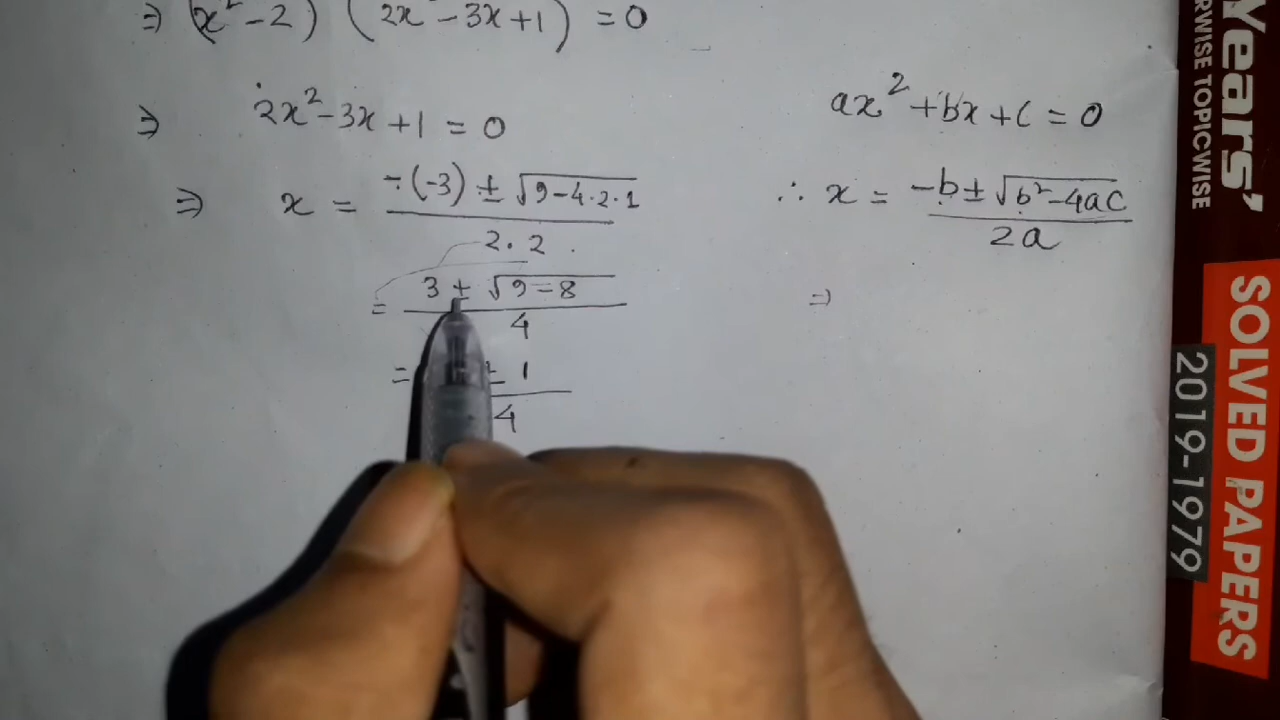 ⇒ (x² - 2) (2x² - 3x + 1) = 0
⇒ 2x² - 3x + 1 = 0
⇒ x = -(-3) ± √9 - 4·2·1 / 2·2
= 3 ± √9 - 8 / 4
= ± 1 / 4
ax² + bx + c = 0
∴ x = -b ± √b² - 4ac / 2a
⇒
Years'
RWISE TOPICWISE
SOLVED PAPERS
2019-1979